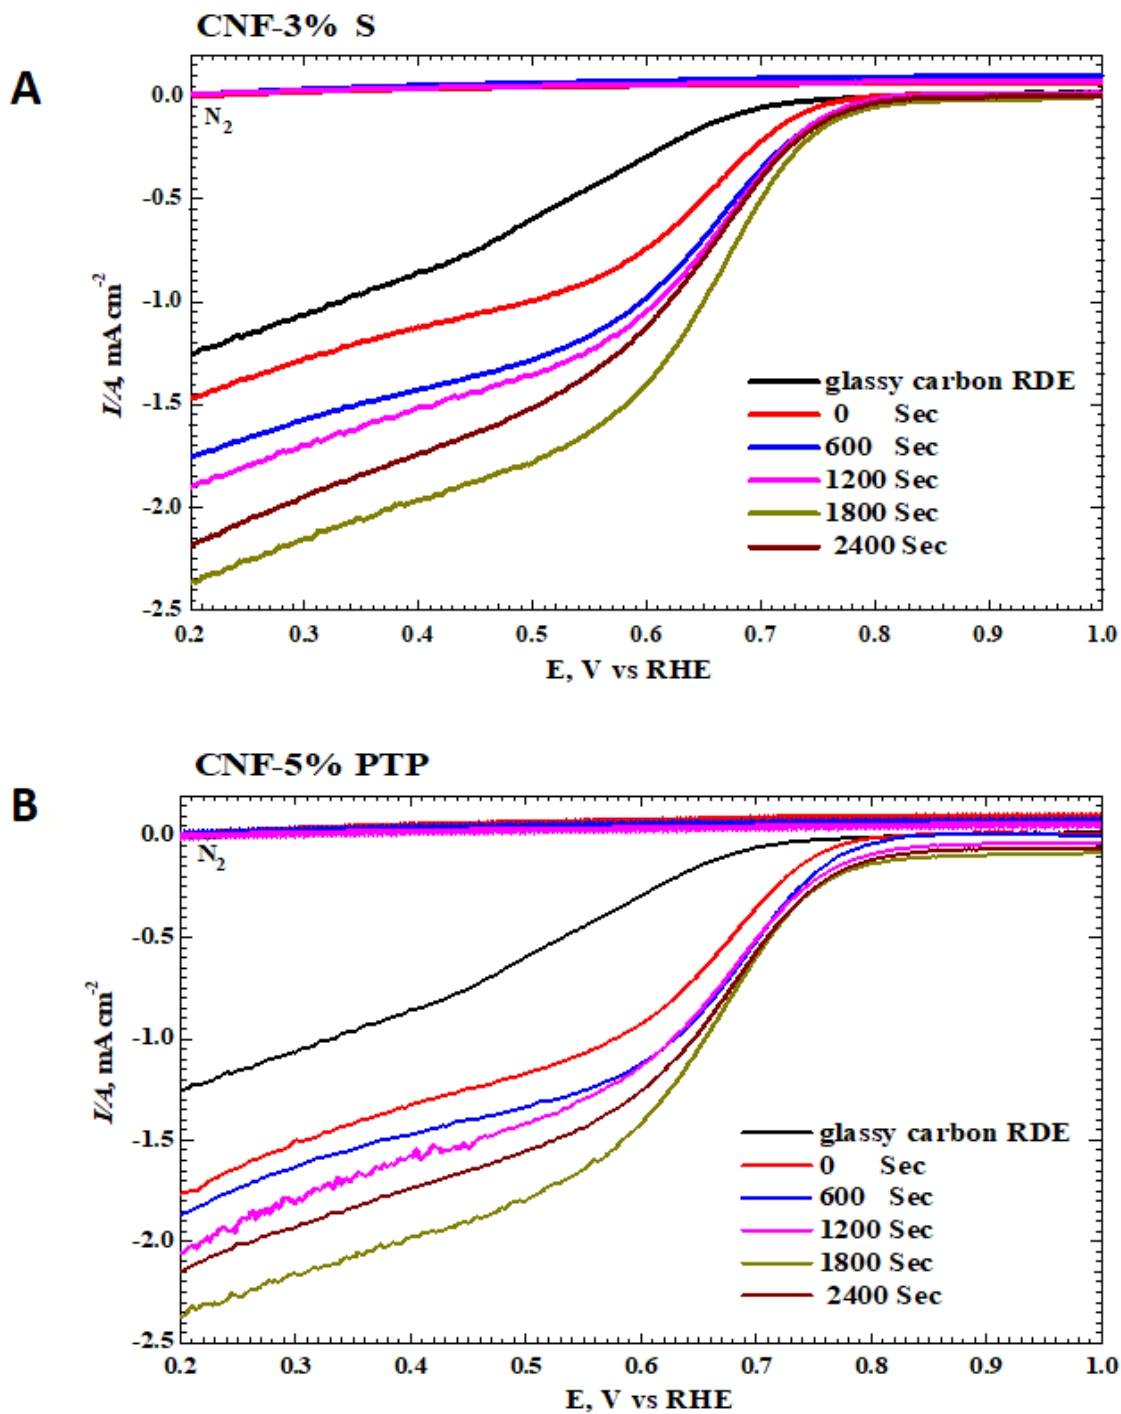 CNF-3% S
A
0.0
-0.5
-1.0
-1.5
-2.0
-2.5
N2
I/A, mA cm-2
glassy carbon RDE
0 Sec
600 Sec
1200 Sec
1800 Sec
2400 Sec
0.2 0.3 0.4 0.5 0.6 0.7 0.8 0.9 1.0
E, V vs RHE
CNF-5% PTP
B
0.0
-0.5
-1.0
-1.5
-2.0
-2.5
N2
I/A, mA cm-2
glassy carbon RDE
0 Sec
600 Sec
1200 Sec
1800 Sec
2400 Sec
0.2 0.3 0.4 0.5 0.6 0.7 0.8 0.9 1.0
E, V vs RHE